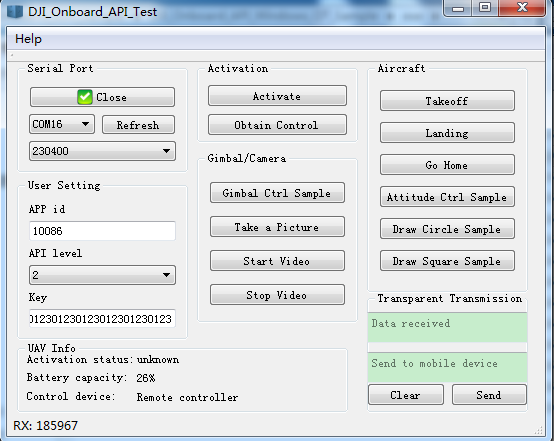 DJI_Onboard_API_Test
Help
Serial Port
Close
COM16
Refresh
230400
User Setting
APP id
10086
API level
2
Key
01230123012301230123012301 23
Activation
Activate
Obtain Control
Gimbal/Camera
Gimbal Ctrl Sample
Take a Picture
Start Video
Stop Video
Aircraft
Takeoff
Landing
Go Home
Attitude Ctrl Sample
Draw Circle Sample
Draw Square Sample
Transparent Transmission
Data received
Send to mobile device
Clear
Send
UAV Info
Activation status: unknown
Battery capacity: 26%
Control device: Remote controller
RX: 185967